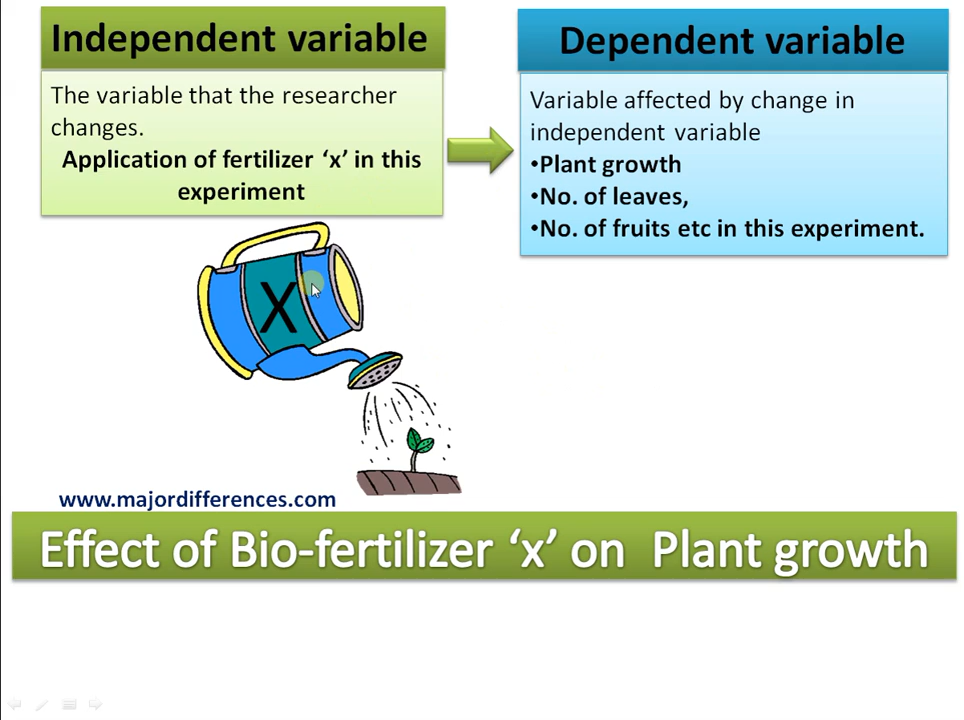 Independent variable
The variable that the researcher
changes.
Application of fertilizer ‘x’ in this
experiment
Dependent variable
Variable affected by change in
independent variable
•Plant growth
•No. of leaves,
•No. of fruits etc in this experiment.
X
www.majordifferences.com
Effect of Bio-fertilizer ‘x’ on Plant growth